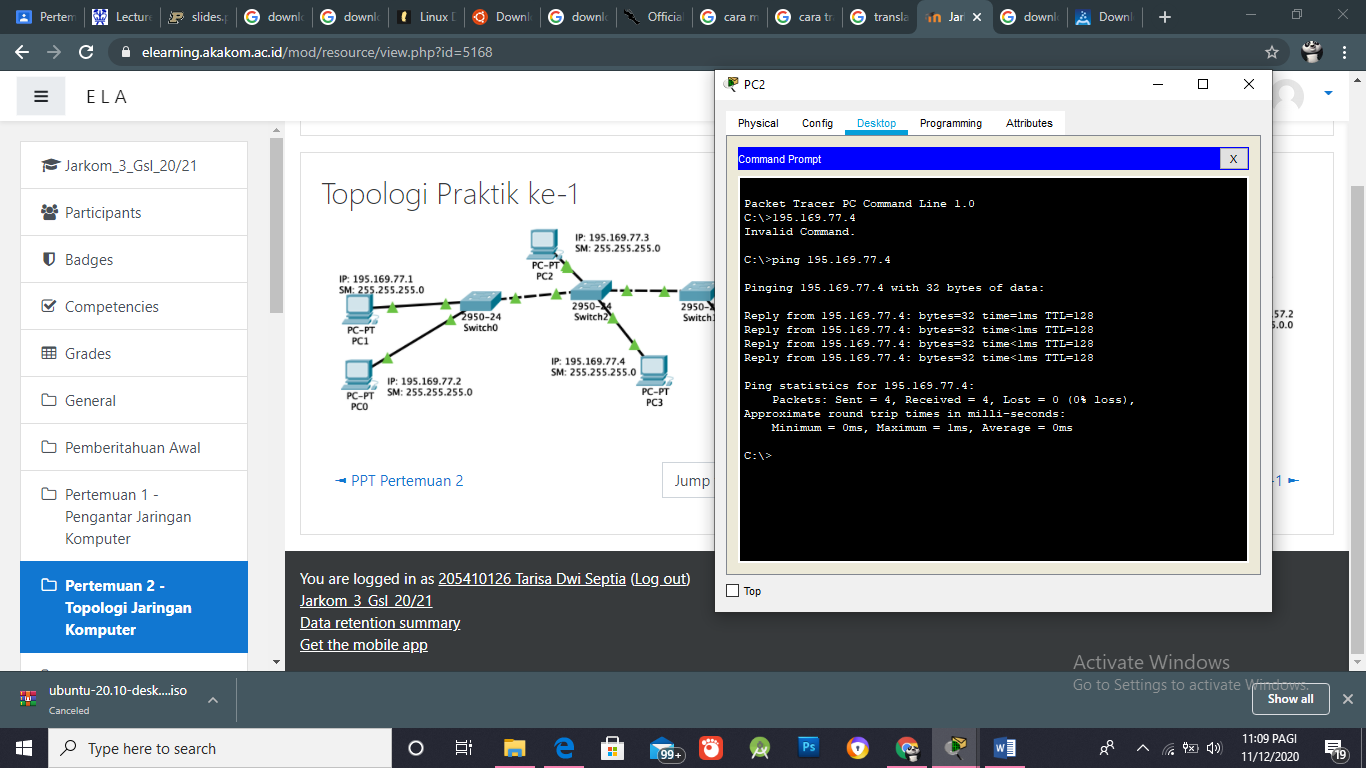 Pertem
Lecture
slides.p
downlo
downlo
Linux D
Downl
downlo
Official
cara m
cara tr
transla
Jar
downl
Downl
elearning.akakom.ac.id/mod/resource/view.php?id=5168
E L A
Jarkom_3_Gsl_20/21
Participants
Badges
Competencies
Grades
General
Pemberitahuan Awal
Pertemuan 1 -
Pengantar Jaringan
Komputer
Pertemuan 2 -
Topologi Jaringan
Komputer
Topologi Praktik ke-1
IP: 195.169.77.3
SM: 255.255.255.0
PC-PT
PC2
IP: 195.169.77.1
SM: 255.255.255.0
PC-PT
PC1
2950-24
Switch0
2950-24
Switch2
2950-2
Switch1
57.2
5.0.0
IP: 195.169.77.2
SM: 255.255.255.0
PC-PT
PC0
IP: 195.169.77.4
SM: 255.255.255.0
PC-PT
PC3
◄ PPT Pertemuan 2
Jump
-1 ►
You are logged in as 205410126 Tarisa Dwi Septia (Log out)
Jarkom_3_Gsl_20/21
Data retention summary
Get the mobile app
PC2
Physical
Config
Desktop
Programming
Attributes
Command Prompt
X
Packet Tracer PC Command Line 1.0
C:\>195.169.77.4
Invalid Command.
C:\>ping 195.169.77.4
Pinging 195.169.77.4 with 32 bytes of data:
Reply from 195.169.77.4: bytes=32 time=1ms TTL=128
Reply from 195.169.77.4: bytes=32 time<1ms TTL=128
Reply from 195.169.77.4: bytes=32 time<1ms TTL=128
Reply from 195.169.77.4: bytes=32 time<1ms TTL=128
Ping statistics for 195.169.77.4:
Packets: Sent = 4, Received = 4, Lost = 0 (0% loss),
Approximate round trip times in milli-seconds:
Minimum = 0ms, Maximum = 1ms, Average = 0ms
C:\>
Top
Activate Windows
Go to Settings to activate Windows.
ubuntu-20.10-desk....iso
Canceled
Show all
Type here to search
99+
Ps
11:09 PAGI
11/12/2020
19